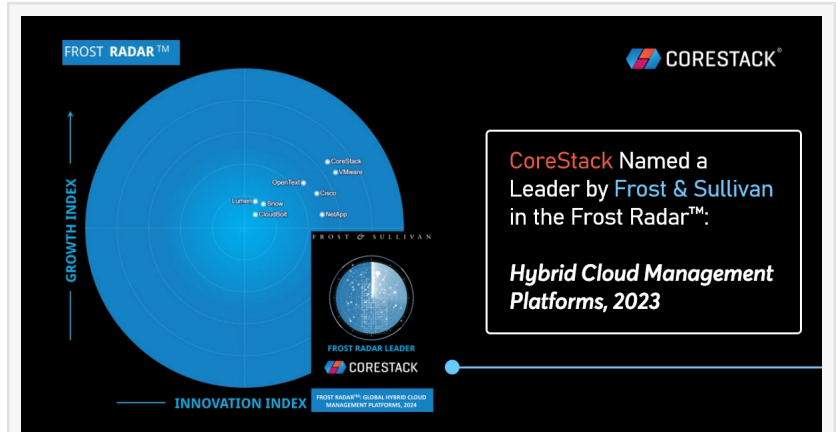 FROST RADAR™
CORESTACK®
GROWTH INDEX
CoreStack
VMware
OpenText
Cisco
Lumen
Snow
CloudBolt
NetApp
CoreStack Named a
Leader by Frost & Sullivan
in the Frost Radar™:
Hybrid Cloud Management
Platforms, 2023
FROST & SULLIVAN
FROST RADAR LEADER
CORESTACK
INNOVATION INDEX
FROST RADAR™: GLOBAL HYBRID CLOUD
MANAGEMENT PLATFORMS, 2024